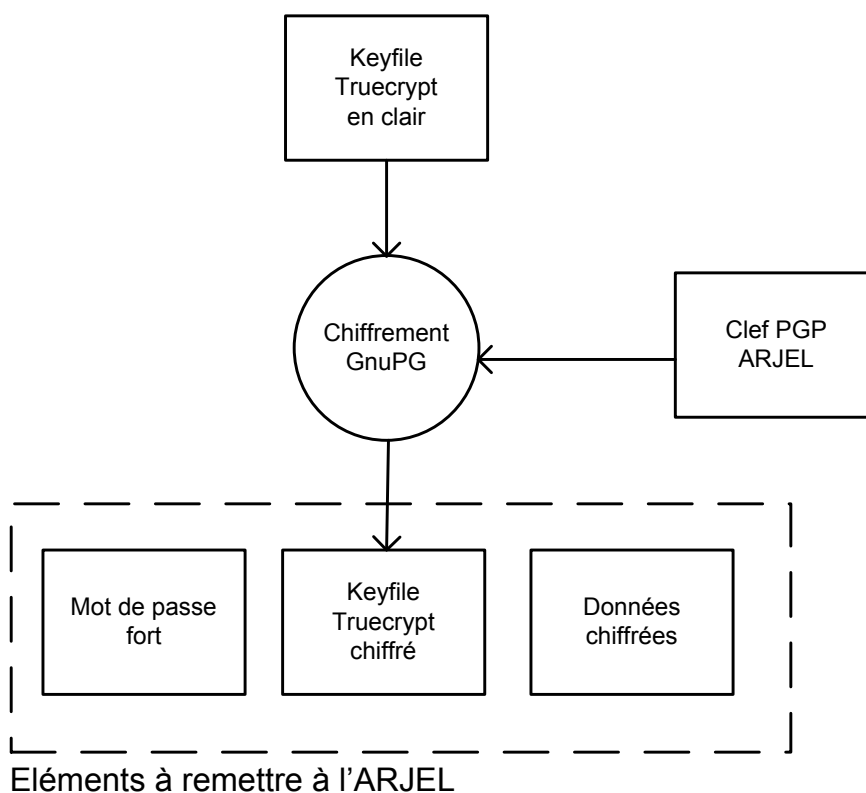 Keyfile
Truecrypt
en clair
Chiffrement
GnuPG
Clef PGP
ARJEL
Mot de passe
fort
Keyfile
Truecrypt
chiffré
Données
chiffrées
Eléments à remettre à l’ARJEL